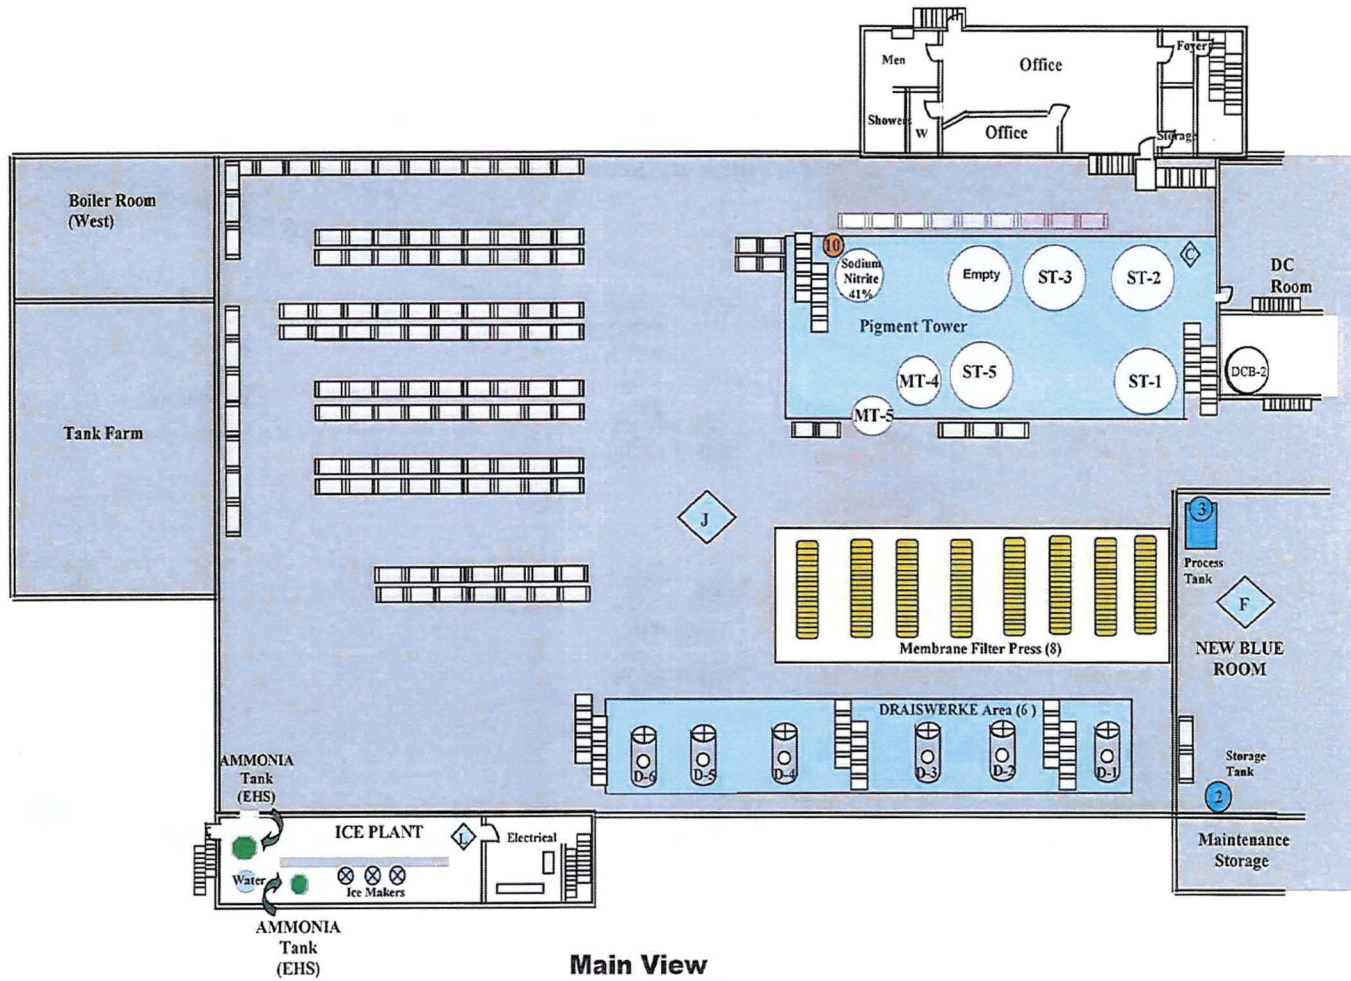 Men
Office
Foyer
Showers
W
Office
Storage
Boiler Room
(West)
10
Sodium
Nitrite
41%
Empty
ST-3
ST-2
C
DC
Room
Pigment Tower
MT-4
ST-5
ST-1
DCB-2
MT-5
Tank Farm
J
3
Process
Tank
F
Membrane Filter Press (8)
NEW BLUE
ROOM
DRAISWERKE Area (6 )
D-6
D-5
D-4
D-3
D-2
D-1
Storage
Tank
2
AMMONIA
Tank
(EHS)
ICE PLANT
L
Electrical
Maintenance
Storage
Water
Ice Makers
AMMONIA
Tank
(EHS)
Main View